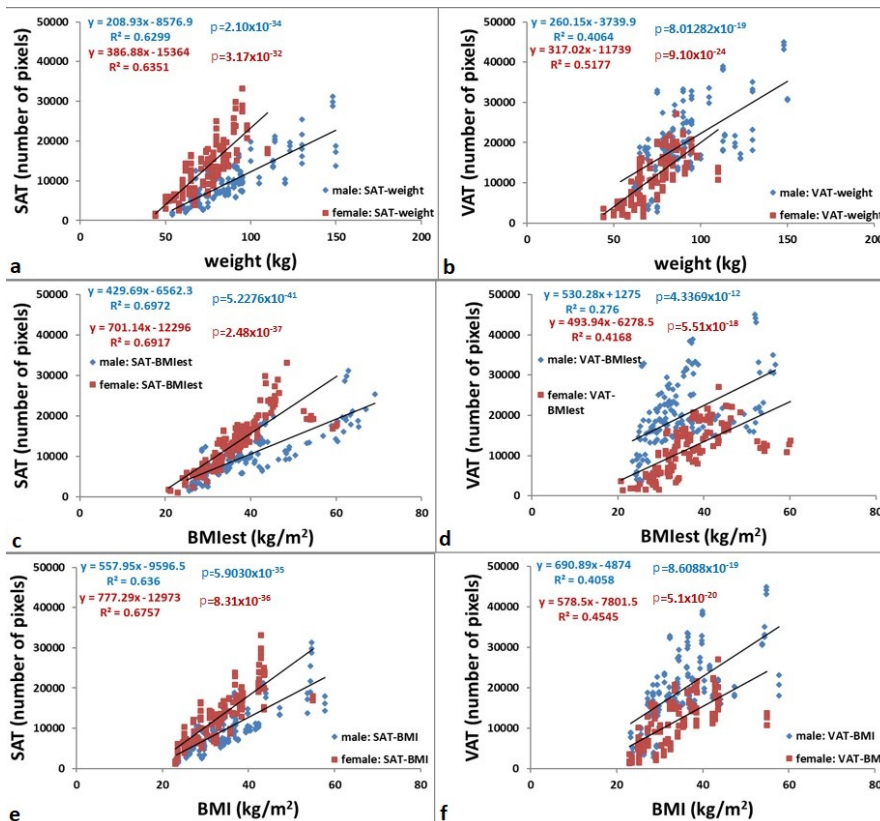 y = 208.93x - 8576.9
R² = 0.6299
p=2.10x10⁻³⁴
y = 386.88x - 15364
R² = 0.6351
p=3.17x10⁻³²
50000
40000
30000
20000
10000
0
SAT (number of pixels)
0 50 100 150 200
weight (kg)
male: SAT-weight
female: SAT-weight
a
y = 260.15x - 3739.9
R² = 0.4064
p=8.01282x10⁻¹⁹
y = 317.02x - 11739
R² = 0.5177
p=9.10x10⁻²⁴
50000
40000
30000
20000
10000
0
VAT (number of pixels)
0 50 100 150 200
weight (kg)
male: VAT-weight
female: VAT-weight
b
y = 429.69x - 6562.3
R² = 0.6972
p=5.2276x10⁻⁴¹
y = 701.14x - 12296
R² = 0.6917
p=2.48x10⁻³⁷
50000
40000
30000
20000
10000
0
SAT (number of pixels)
male: SAT-BMIest
female: SAT-BMIest
0 20 40 60 80
BMIest (kg/m²)
c
y = 530.28x + 1275
R² = 0.276
p=4.3369x10⁻¹²
y = 493.94x - 6278.5
R² = 0.4168
p=5.51x10⁻¹⁸
50000
40000
30000
20000
10000
0
VAT (number of pixels)
male: VAT-BMIest
female: VAT-
BMIest
0 20 40 60 80
BMIest (kg/m²)
d
y = 557.95x - 9596.5
R² = 0.636
p=5.9030x10⁻³⁵
y = 777.29x - 12973
R² = 0.6757
p=8.31x10⁻³⁶
50000
40000
30000
20000
10000
0
SAT (number of pixels)
male: SAT-BMI
female: SAT-BMI
0 20 40 60 80
BMI (kg/m²)
e
y = 690.89x - 4874
R² = 0.4058
p=8.6088x10⁻¹⁹
y = 578.5x - 7801.5
R² = 0.4545
p=5.1x10⁻²⁰
50000
40000
30000
20000
10000
0
VAT (number of pixels)
male: VAT-BMI
female: VAT-BM
0 20 40 60 80
BMI (kg/m²)
f